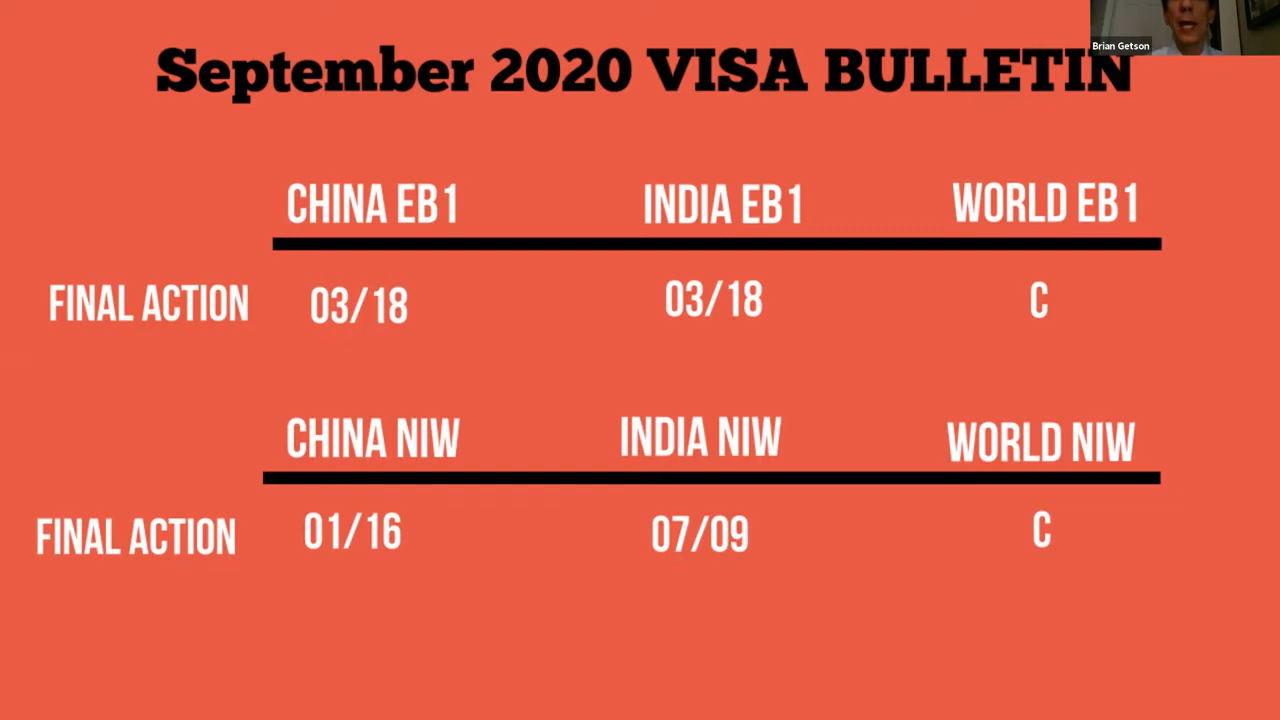 Brian Getson
September 2020 VISA BULLETIN
CHINA EB1 INDIA EB1 WORLD EB1
FINAL ACTION 03/18 03/18 C
CHINA NIW INDIA NIW WORLD NIW
FINAL ACTION 01/16 07/09 C